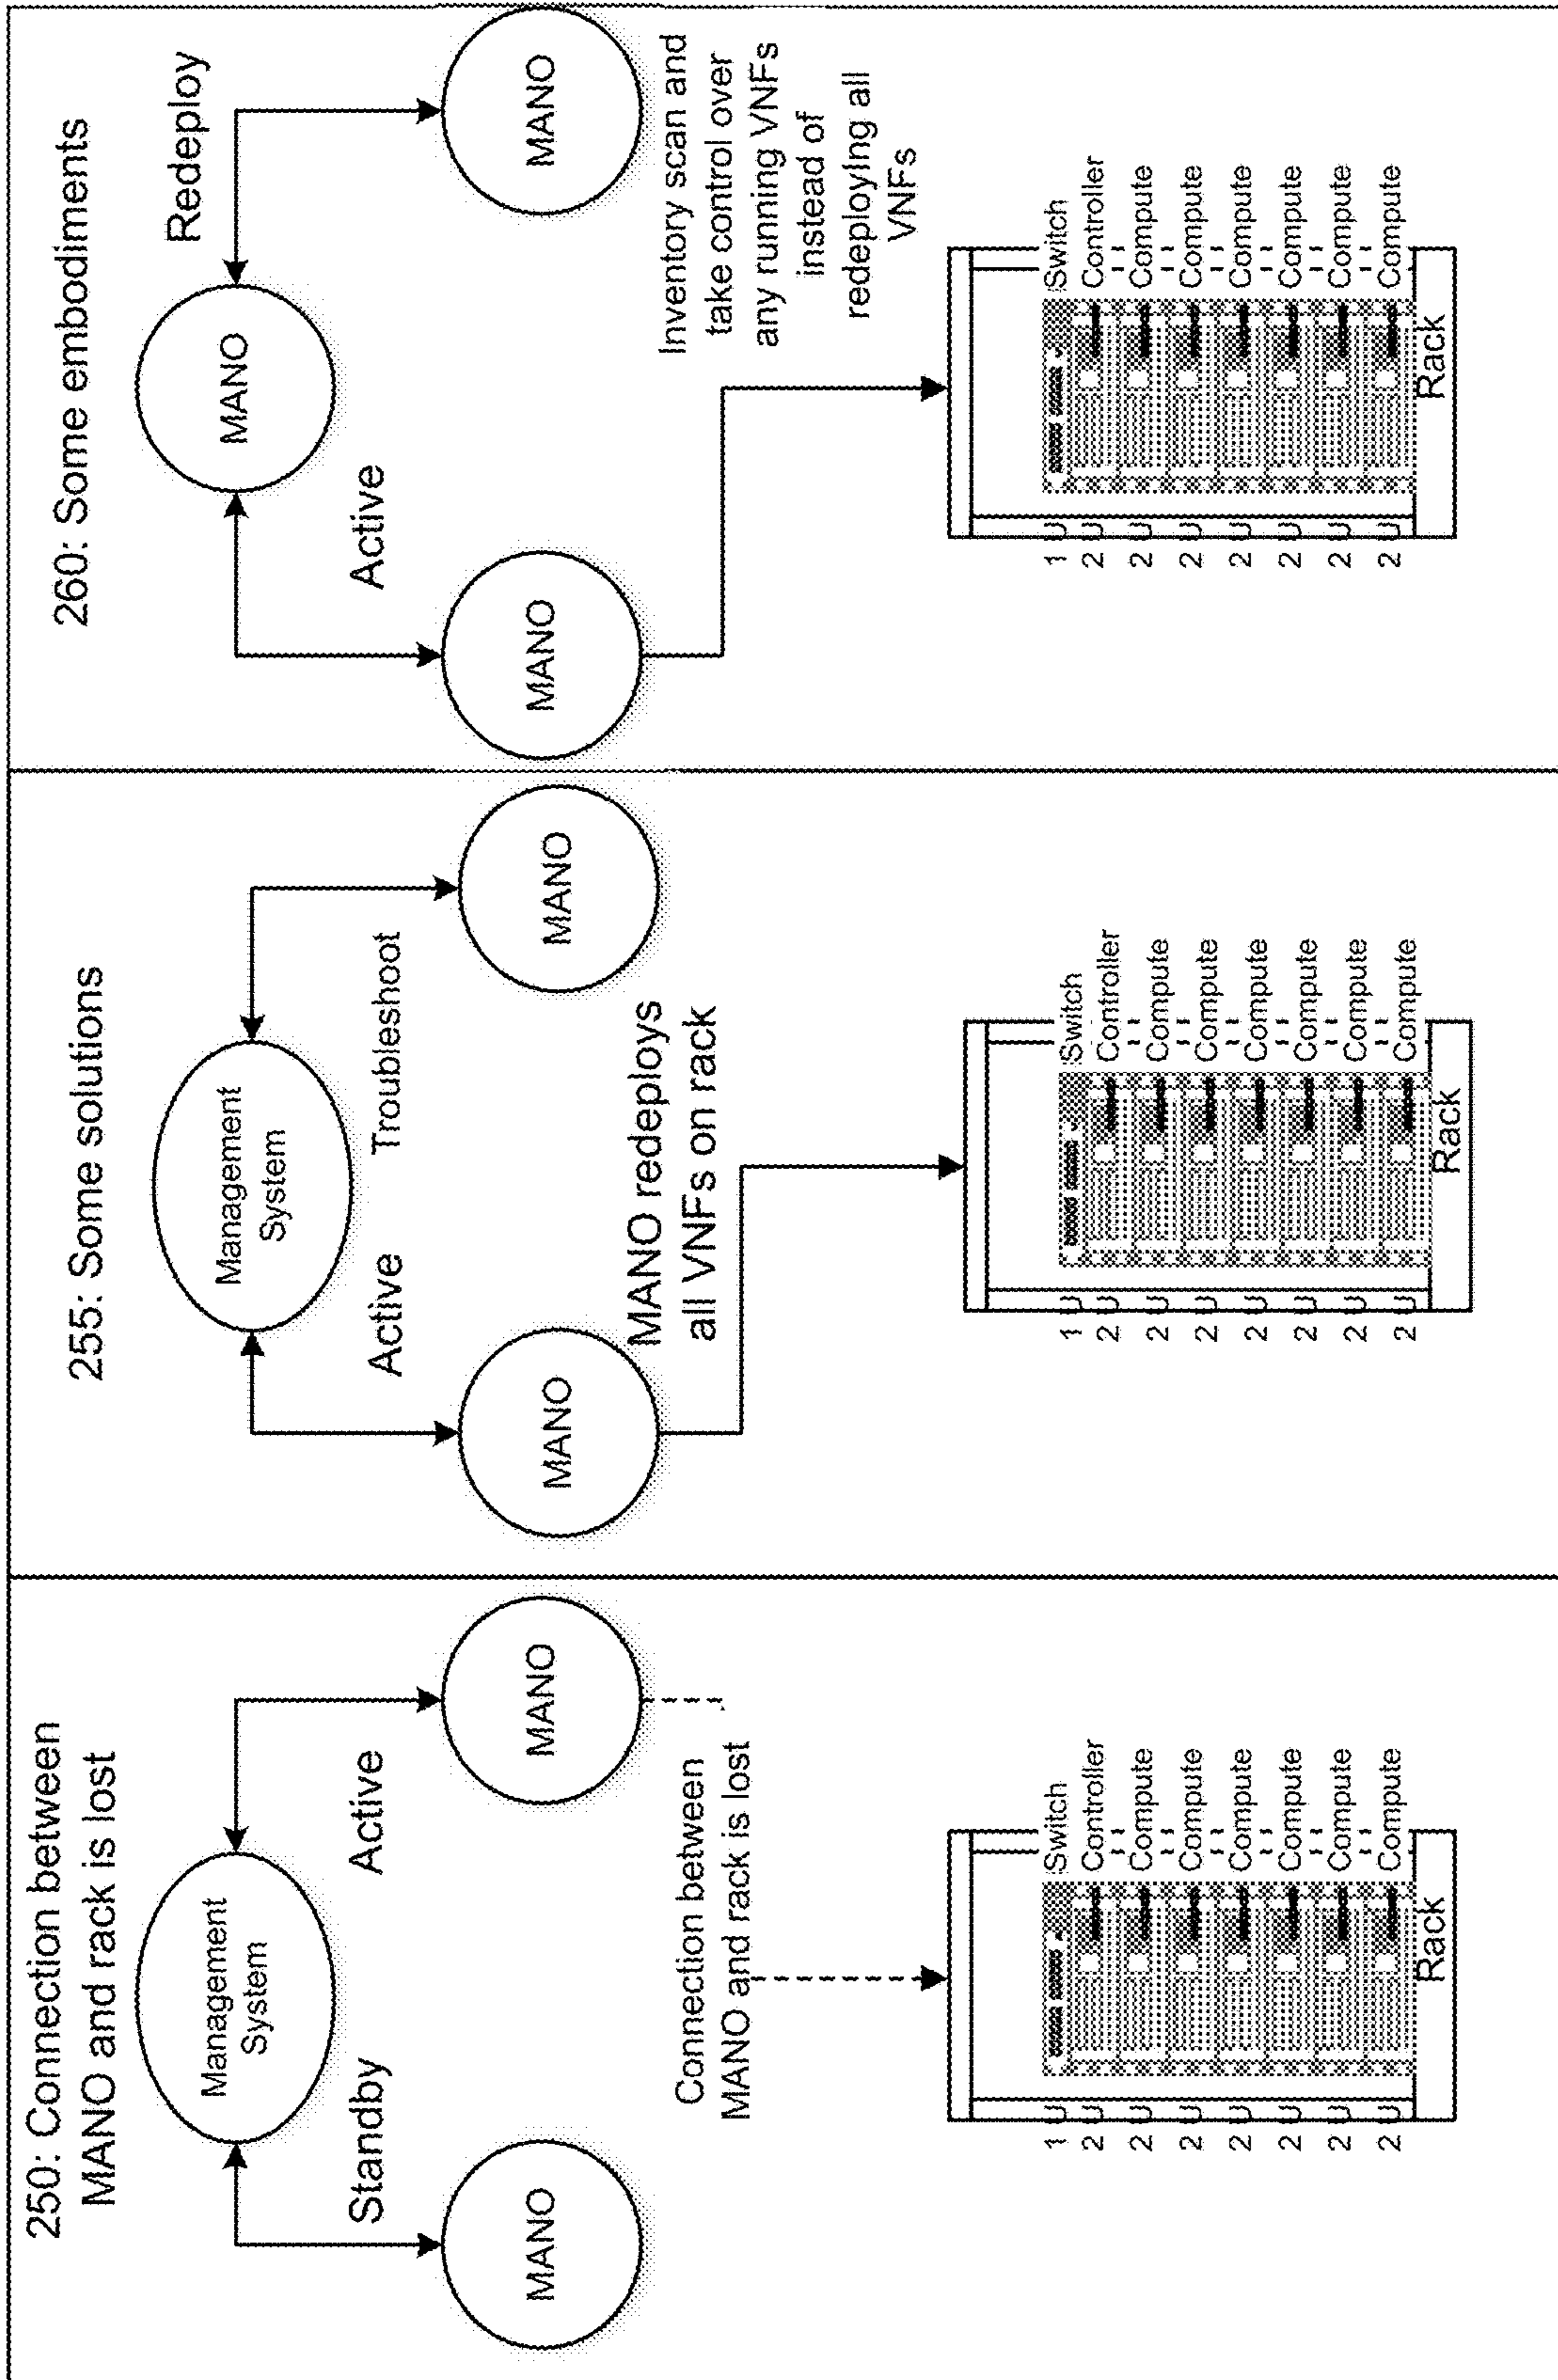 250: Connection between
MANO and rack is lost
Management
System
Standby
Active
MANO
MANO
Connection between
MANO and rack is lost
1 U
2 U
2 U
2 U
2 U
2 U
2 U
2 U
Switch
Controller
Compute
Compute
Compute
Compute
Compute
Compute
Rack
255: Some solutions
Management
System
Active
Troubleshoot
MANO
MANO
MANO redeploys
all VNFs on rack
1 U
2 U
2 U
2 U
2 U
2 U
2 U
2 U
Switch
Controller
Compute
Compute
Compute
Compute
Compute
Compute
Rack
260: Some embodiments
Redeploy
MANO
Active
MANO
MANO
Inventory scan and
take control over
any running VNFs
instead of
redeploying all
VNFs
1 U
2 U
2 U
2 U
2 U
2 U
2 U
2 U
Switch
Controller
Compute
Compute
Compute
Compute
Compute
Compute
Rack